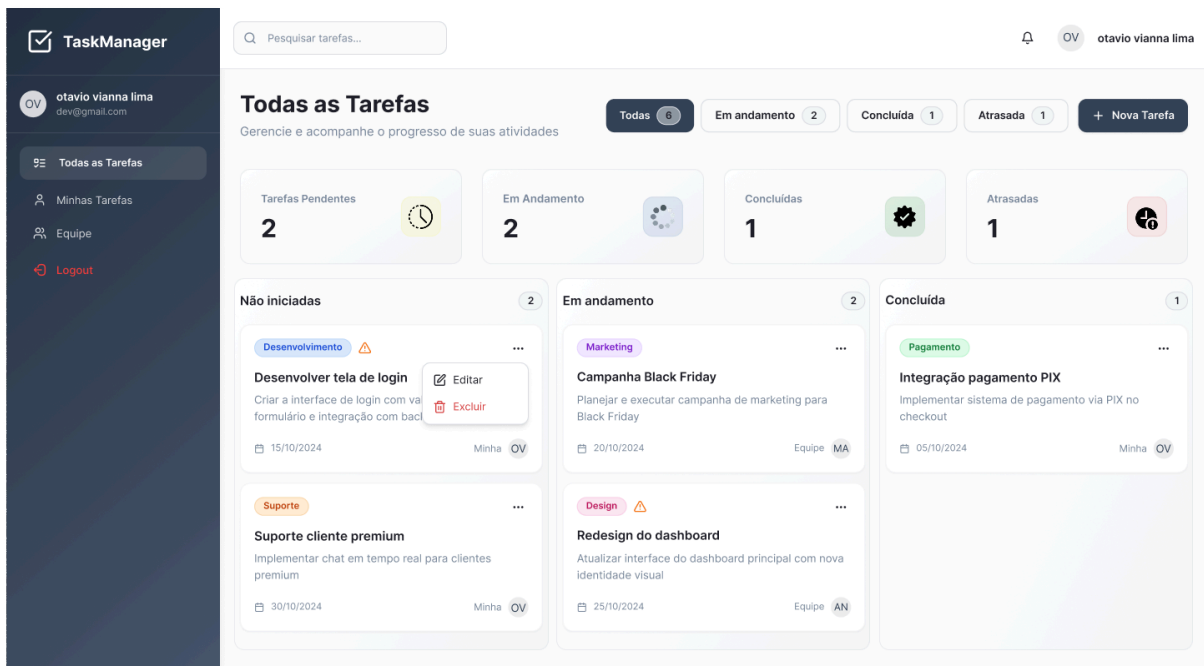 TaskManager
OV
otavio vianna lima
dev@gmail.com
Todas as Tarefas
Minhas Tarefas
Equipe
Logout
Pesquisar tarefas...
OV
otavio vianna lima
Todas as Tarefas
Gerencie e acompanhe o progresso de suas atividades
Todas 6
Em andamento 2
Concluída 1
Atrasada 1
+ Nova Tarefa
Tarefas Pendentes
2
Em Andamento
2
Concluídas
1
Atrasadas
1
Não iniciadas 2
Desenvolvimento
Desenvolver tela de login
Criar a interface de login com va
formulário e integração com bac
Editar
Excluir
15/10/2024 Minha OV
Suporte
Suporte cliente premium
Implementar chat em tempo real para clientes
premium
30/10/2024 Minha OV
Em andamento 2
Marketing
Campanha Black Friday
Planejar e executar campanha de marketing para
Black Friday
20/10/2024 Equipe MA
Design
Redesign do dashboard
Atualizar interface do dashboard principal com nova
identidade visual
25/10/2024 Equipe AN
Concluída 1
Pagamento
Integração pagamento PIX
Implementar sistema de pagamento via PIX no
checkout
05/10/2024 Minha OV